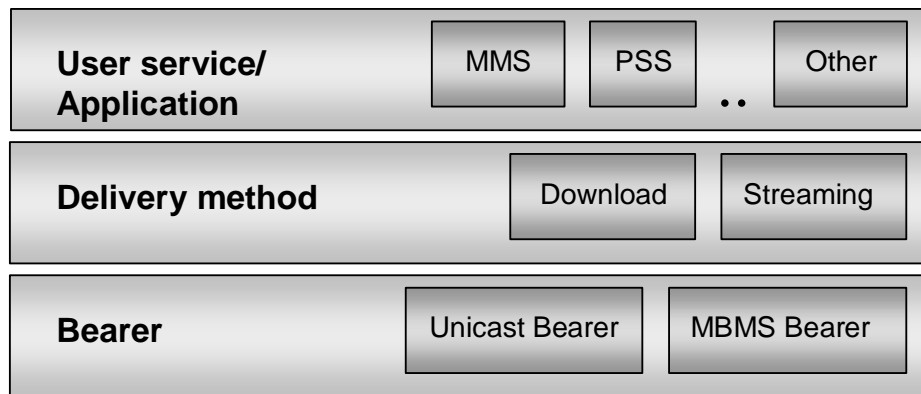 User service/
Application
MMS
PSS
..
Other
Delivery method
Download
Streaming
Bearer
Unicast Bearer
MBMS Bearer